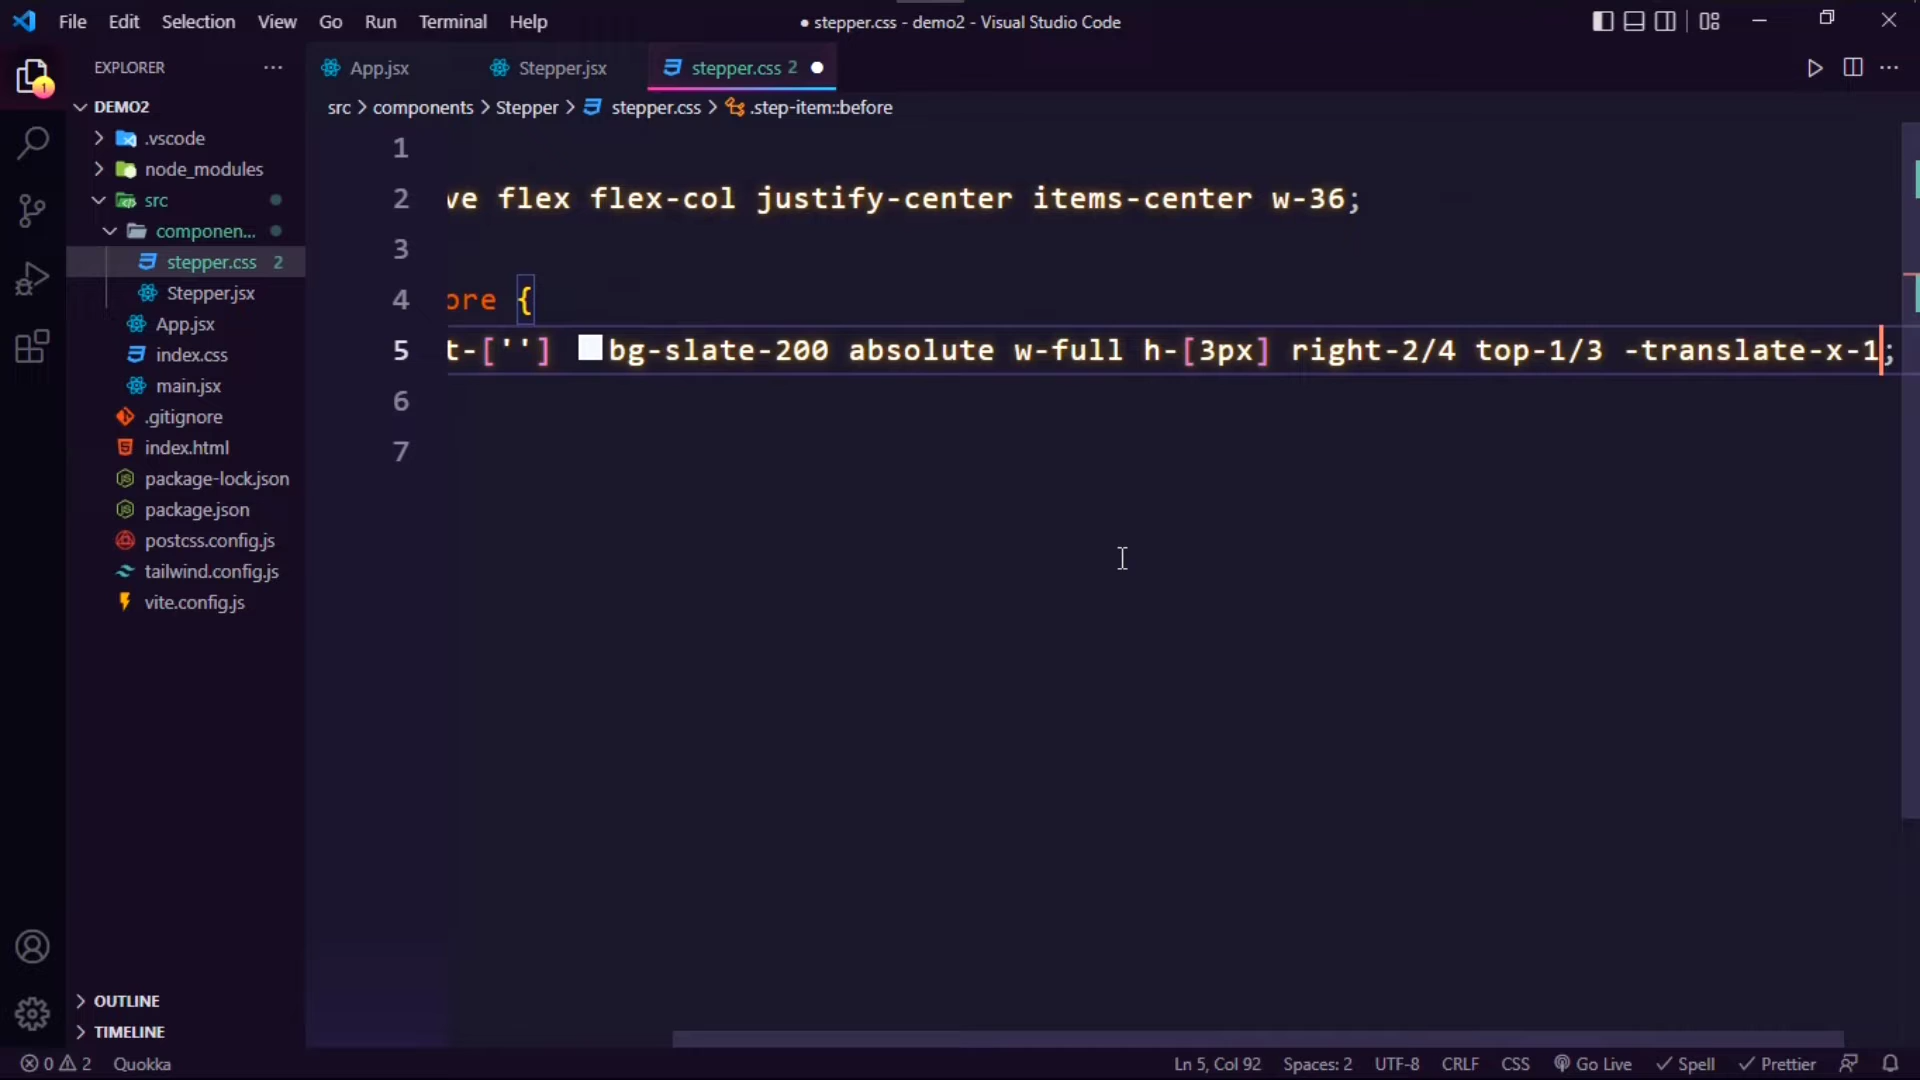 File Edit Selection View Go Run Terminal Help
● stepper.css - demo2 - Visual Studio Code
EXPLORER ···
App.jsx
Stepper.jsx
stepper.css 2
1
DEMO2
src > components > Stepper > stepper.css > .step-item::before
.vscode
node_modules
src
componen...
stepper.css 2
Stepper.jsx
App.jsx
index.css
main.jsx
.gitignore
index.html
package-lock.json
package.json
postcss.config.js
tailwind.config.js
vite.config.js
1
2 ve flex flex-col justify-center items-center w-36;
3
4 ore {
5 t-[''] bg-slate-200 absolute w-full h-[3px] right-2/4 top-1/3 -translate-x-1;
6
7
OUTLINE
TIMELINE
0 2 Quokka
Ln 5, Col 92 Spaces: 2 UTF-8 CRLF CSS Go Live Spell Prettier